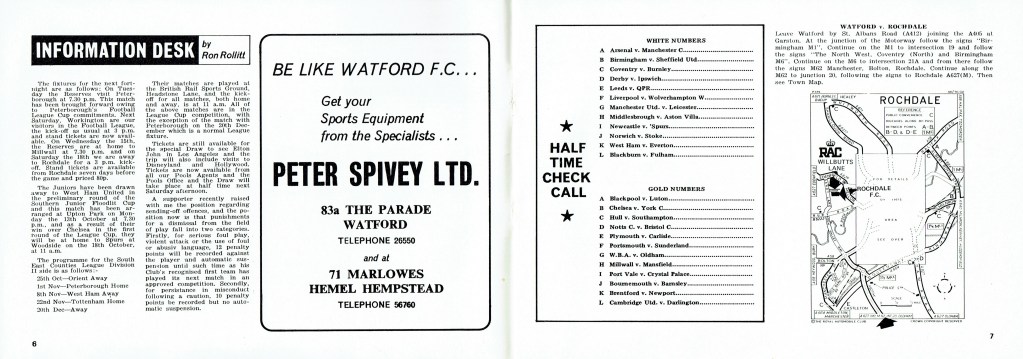 INFORMATION DESK by
Ron Rollitt
The fixtures for the next fort-
night are as follows: On Tues-
day the Reserves visit Peter-
borough at 7.30 p.m. This match
has been brought forward owing
to Peterborough's Football
League Cup commitments. Next
Saturday, Workington are our
visitors in the Football League,
the kick-off as usual at 3 p.m.
and stand tickets are now avail-
able. On Wednesday the 15th,
the Reserves are at home to
Millwall at 7.30 p.m. and on
Saturday the 18th we are away
to Rochdale for a 3 p.m. kick-
off. Stand tickets are available
from Rochdale seven days before
the game and priced 80p.
The Juniors have been drawn
away to West Ham United in
the preliminary round of the
Southern Junior Floodlit Cup
and this match has been ar-
ranged at Upton Park on Mon-
day the 13th October at 7.30
p.m., and as a result of their
win over Chelsea in the first
round of the League Cup, they
will be at home to Spurs at
Woodside on the 18th October,
at 11 a.m.
The programme for the South
East Counties League Division
II side is as follows:-
25th Oct—Orient Away
1st Nov—Peterborough Home
8th Nov—West Ham Away
22nd Nov—Tottenham Home
20th Dec—Away
Their matches are played at
the British Rail Sports Ground,
Headstone Lane, and the kick-
off for all matches, both home
and away, is at 11 a.m. All of
the above matches are in the
League Cup competition, with
the exception of the match with
Peterborough on the 20th Dec-
ember which is a normal League
fixture.
Tickets are still available for
the special Draw to see Elton
John in Los Angeles and the
trip will also include visits to
Disneyland and Hollywood.
Tickets are now available from
all our Pools Agents and the
Pools Office and the Draw will
take place at half time next
Saturday afternoon.
A supporter recently raised
with me the position regarding
sending-off offences, and the po-
sition now is that punishments
for a dismissal from the field
of play fall into two categories.
Firstly, for serious foul play,
violent attack or the use of foul
or abusiv language, 12 penalty
points will be recorded against
the player and automatic sus-
pension until such time as his
Club's recognised first team has
played its next match in an
approved competition. Secondly,
for persistance in misconduct
following a caution, 10 penalty
points be recorded but no auto-
matic suspension.
6
BE LIKE WATFORD F.C...
Get your
Sports Equipment
from the Specialists . . .
PETER SPIVEY LTD.
83a THE PARADE
WATFORD
TELEPHONE 26550
and at
71 MARLOWES
HEMEL HEMPSTEAD
TELEPHONE 56760
★
HALF
TIME
CHECK
CALL
★
WHITE NUMBERS
A Arsenal v. Manchester C.
B Birmingham v. Sheffield Utd.
C Coventry v. Burnley
D Derby v. Ipswich
E Leeds v. QPR
F Liverpool v. Wolverhampton W.
G Manchester Utd. v. Leicester
H Middlesbrough v. Aston Villa
I Newcastle v. 'Spurs
J Norwich v. Stoke
K West Ham v. Everton
L Blackburn v. Fulham
GOLD NUMBERS
A Blackpool v. Luton
B Chelsea v. York C.
C Hull v. Southampton
D Notts C. v. Bristol C.
E Plymouth v. Carlisle
F Portsmouth v. Sunderland
G W.B.A. v. Oldham
H Millwall v. Mansfield
I Port Vale v. Crystal Palace
J Bournemouth v. Barnsley
K Brentford v. Newport
L Cambridge Utd. v. Darlington
WATFORD v. ROCHDALE
Leave Watford by St. Albans Road (A412) joining the A405 at
Garston. At the junction of the Motorway follow the signs "Bir-
mingham M1". Continue on the M1 to intersection 19 and follow
the signs "The North West, Coventry (North) and Birmingham
M6". Continue on the M6 to intersection 21A and from there follow
the signs M62 Manchester, Bolton, Rochdale. Continue along the
M62 to junction 20, following the signs to Rochdale A627(M). Then
see Town Map.
ROCHDALE
REFERENCE
RAC
WILLBUTTS
LANE
ROCHDALE
F.C.
FOR DETAILS
SEE OVER
CASTLETON
7